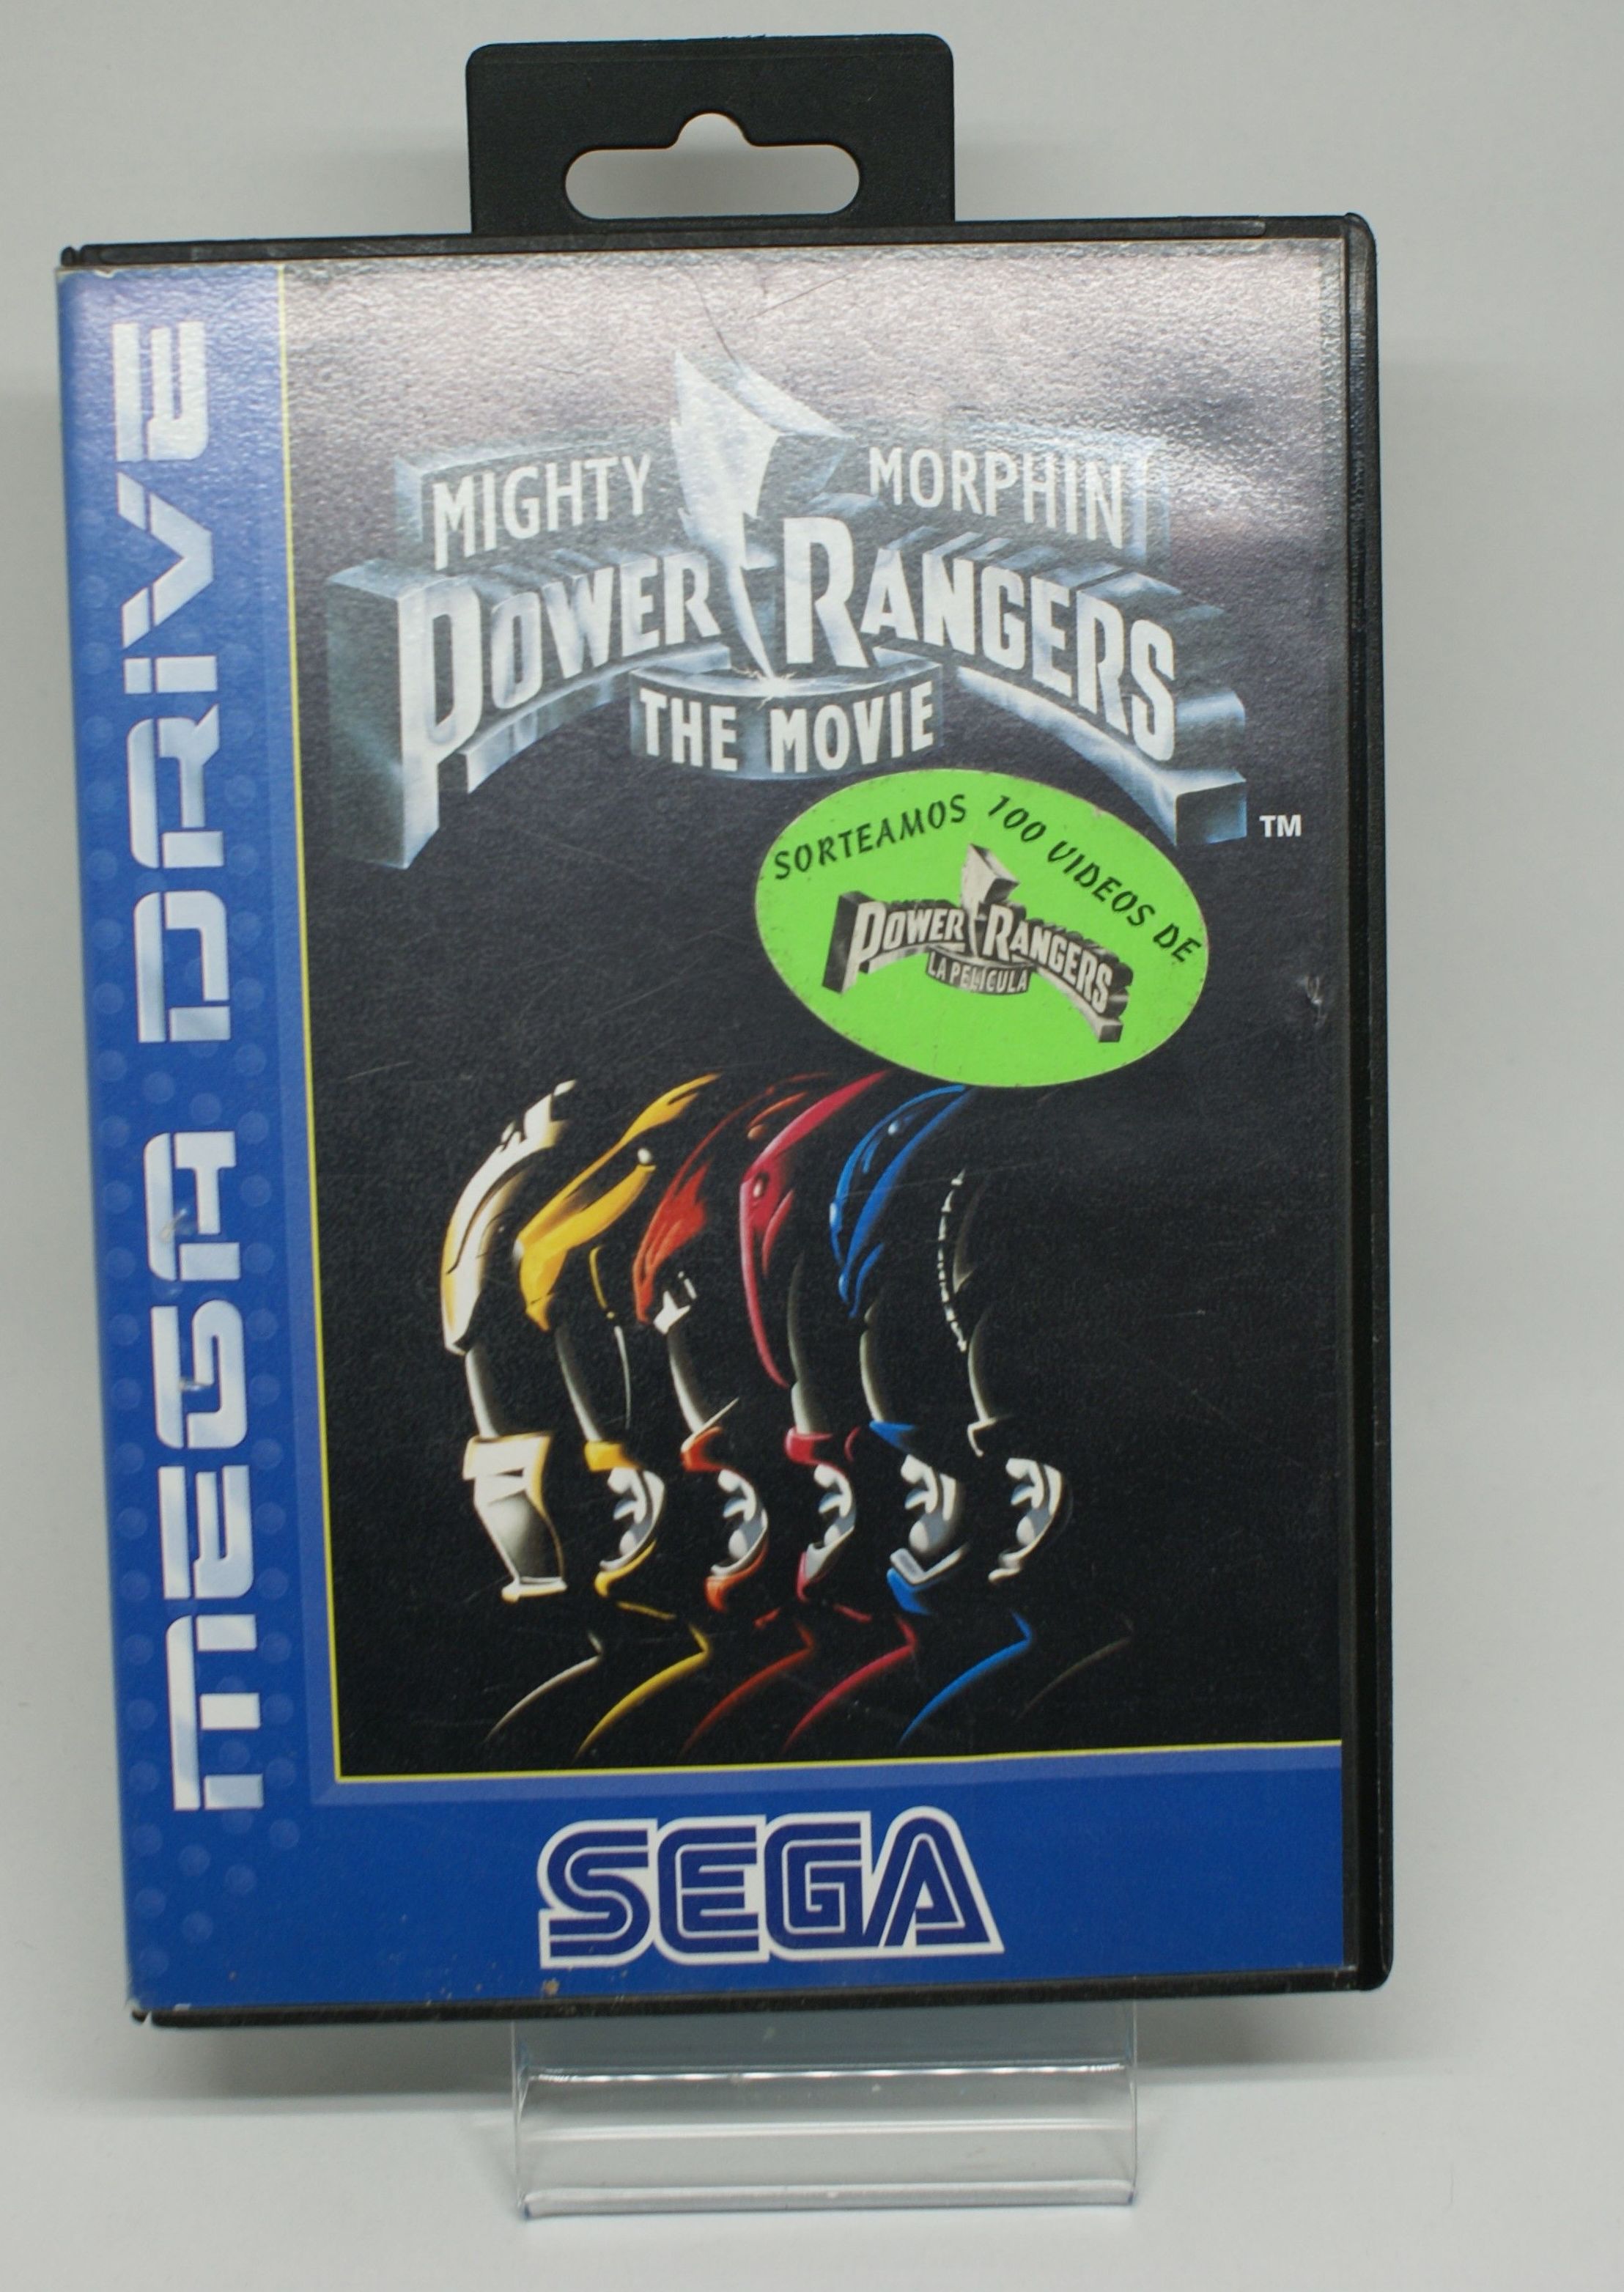 MIGHTY MORPHIN
POWER RANGERS
THE MOVIE
TM
SORTEAMOS 100 VIDEOS DE
POWER RANGERS
LA PELICULA
MEGA DRIVE
SEGA